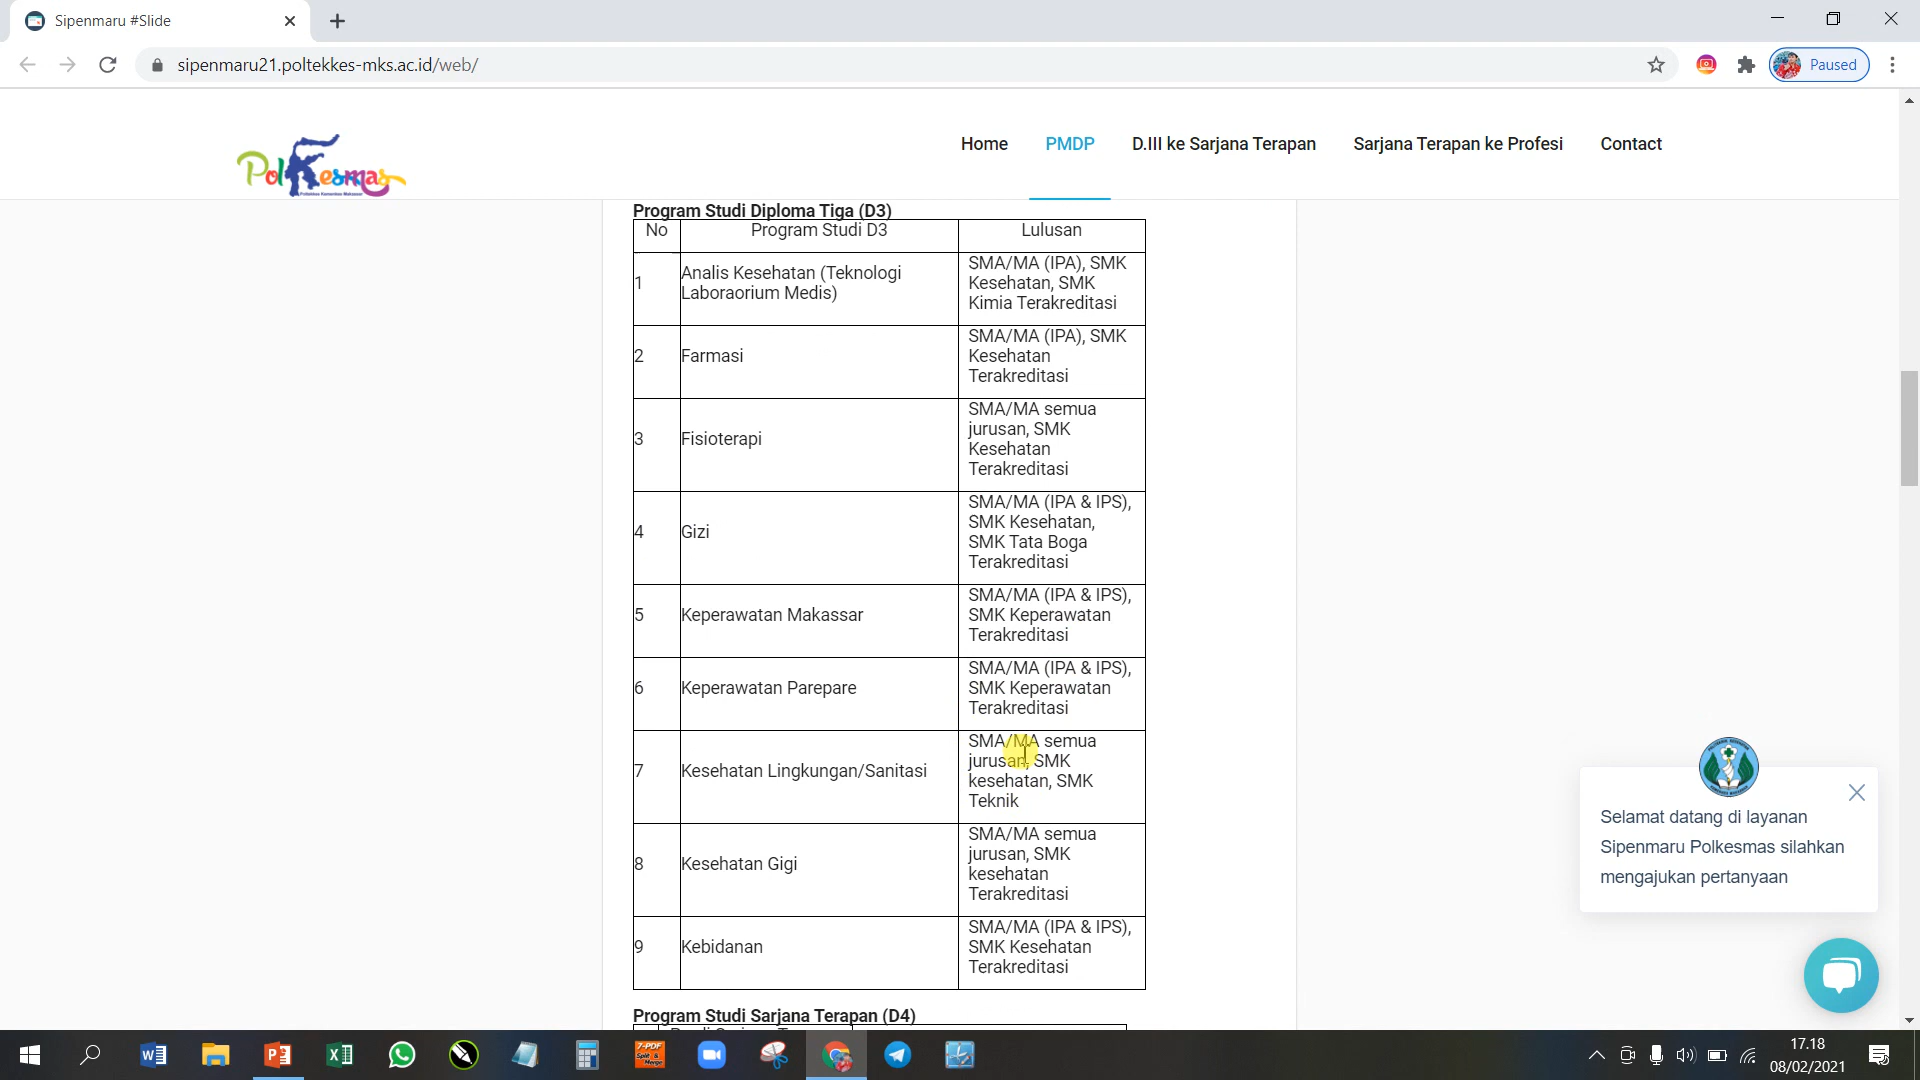 Sipenmaru #Slide
sipenmaru21.poltekkes-mks.ac.id/web/
Paused
PolKesmas
Home PMDP D.III ke Sarjana Terapan Sarjana Terapan ke Profesi Contact
Program Studi Diploma Tiga (D3)
No Program Studi D3 Lulusan
1 Analis Kesehatan (Teknologi
Laboraorium Medis)
SMA/MA (IPA), SMK
Kesehatan, SMK
Kimia Terakreditasi
2 Farmasi
SMA/MA (IPA), SMK
Kesehatan
Terakreditasi
3 Fisioterapi
SMA/MA semua
jurusan, SMK
Kesehatan
Terakreditasi
4 Gizi
SMA/MA (IPA & IPS),
SMK Kesehatan,
SMK Tata Boga
Terakreditasi
5 Keperawatan Makassar
SMA/MA (IPA & IPS),
SMK Keperawatan
Terakreditasi
6 Keperawatan Parepare
SMA/MA (IPA & IPS),
SMK Keperawatan
Terakreditasi
7 Kesehatan Lingkungan/Sanitasi
SMA/MA semua
jurusan, SMK
kesehatan, SMK
Teknik
8 Kesehatan Gigi
SMA/MA semua
jurusan, SMK
kesehatan
Terakreditasi
9 Kebidanan
SMA/MA (IPA & IPS),
SMK Kesehatan
Terakreditasi
Program Studi Sarjana Terapan (D4)
Selamat datang di layanan
Sipenmaru Polkesmas silahkan
mengajukan pertanyaan
7-PDF
Split &
Merge
17.18
08/02/2021